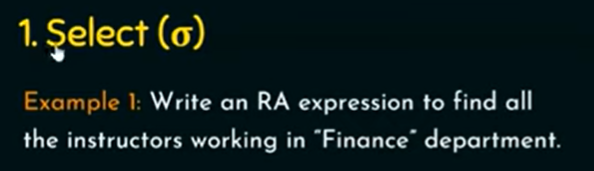 1. Select (σ)
Example 1: Write an RA expression to find all
the instructors working in "Finance" department.